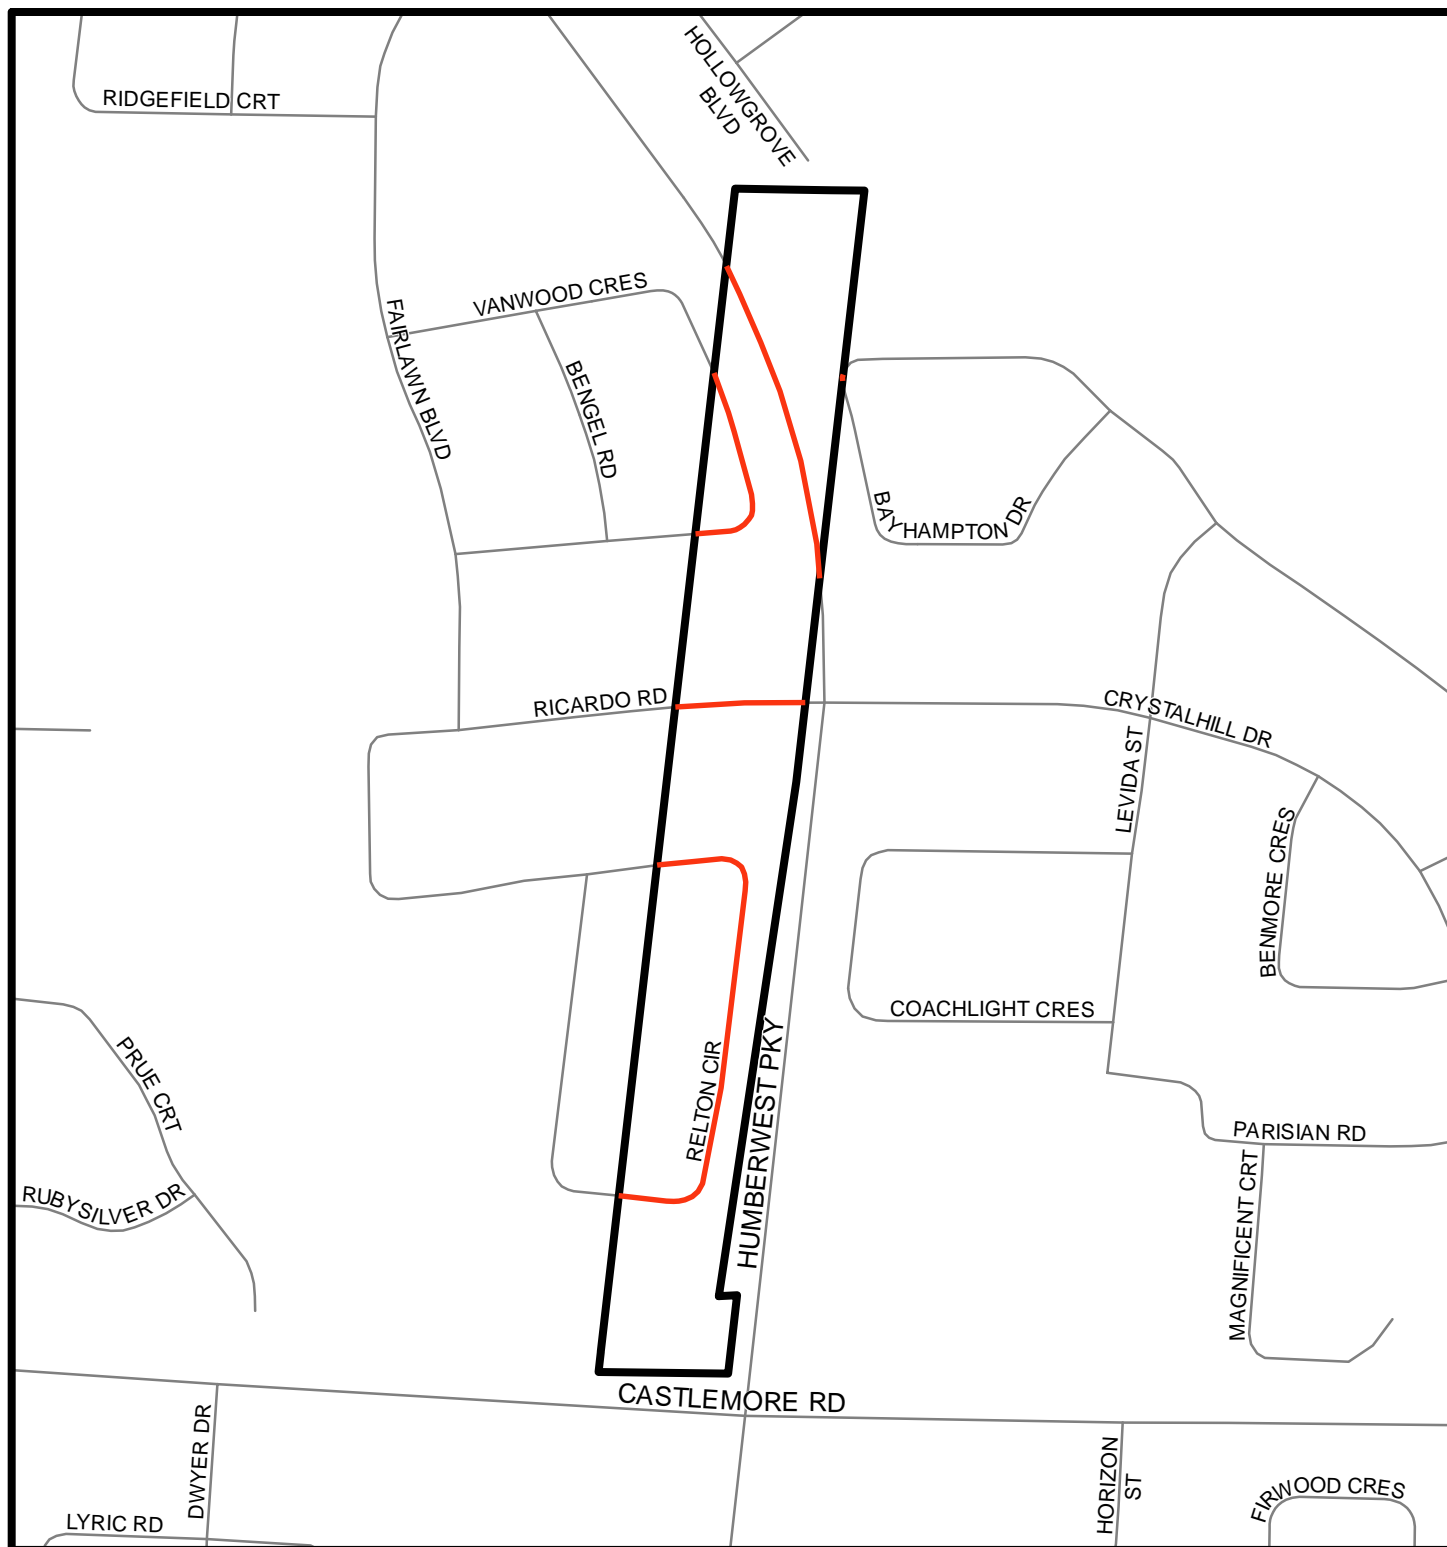 HOLLOWGROVE
BLVD
RIDGEFIELD CRT
VANWOOD CRES
FAIRLAWN BLVD
BENGEL RD
BAYHAMPTON DR
RICARDO RD
CRYSTALHILL DR
LEVIDA ST
BENMORE CRES
COACHLIGHT CRES
PRUE CRT
RELTON CIR
HUMBERWEST PKY
PARISIAN RD
RUBYSILVER DR
MAGNIFICENT CRT
CASTLEMORE RD
DWYER DR
HORIZON
ST
FIRWOOD CRES
LYRIC RD